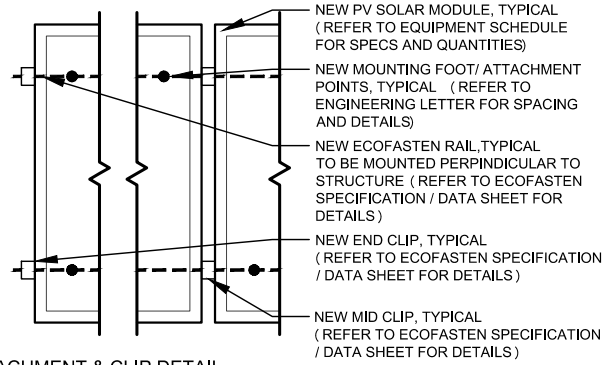 NEW PV SOLAR MODULE, TYPICAL
( REFER TO EQUIPMENT SCHEDULE
FOR SPECS AND QUANTITIES)
NEW MOUNTING FOOT/ ATTACHMENT
POINTS, TYPICAL ( REFER TO
ENGINEERING LETTER FOR SPACING
AND DETAILS)
NEW ECOFASTEN RAIL,TYPICAL
TO BE MOUNTED PERPINDICULAR TO
STRUCTURE ( REFER TO ECOFASTEN
SPECIFICATION / DATA SHEET FOR
DETAILS )
NEW END CLIP, TYPICAL
( REFER TO ECOFASTEN SPECIFICATION
/ DATA SHEET FOR DETAILS )
NEW MID CLIP, TYPICAL
( REFER TO ECOFASTEN SPECIFICATION
/ DATA SHEET FOR DETAILS )
& CLIP DETAIL